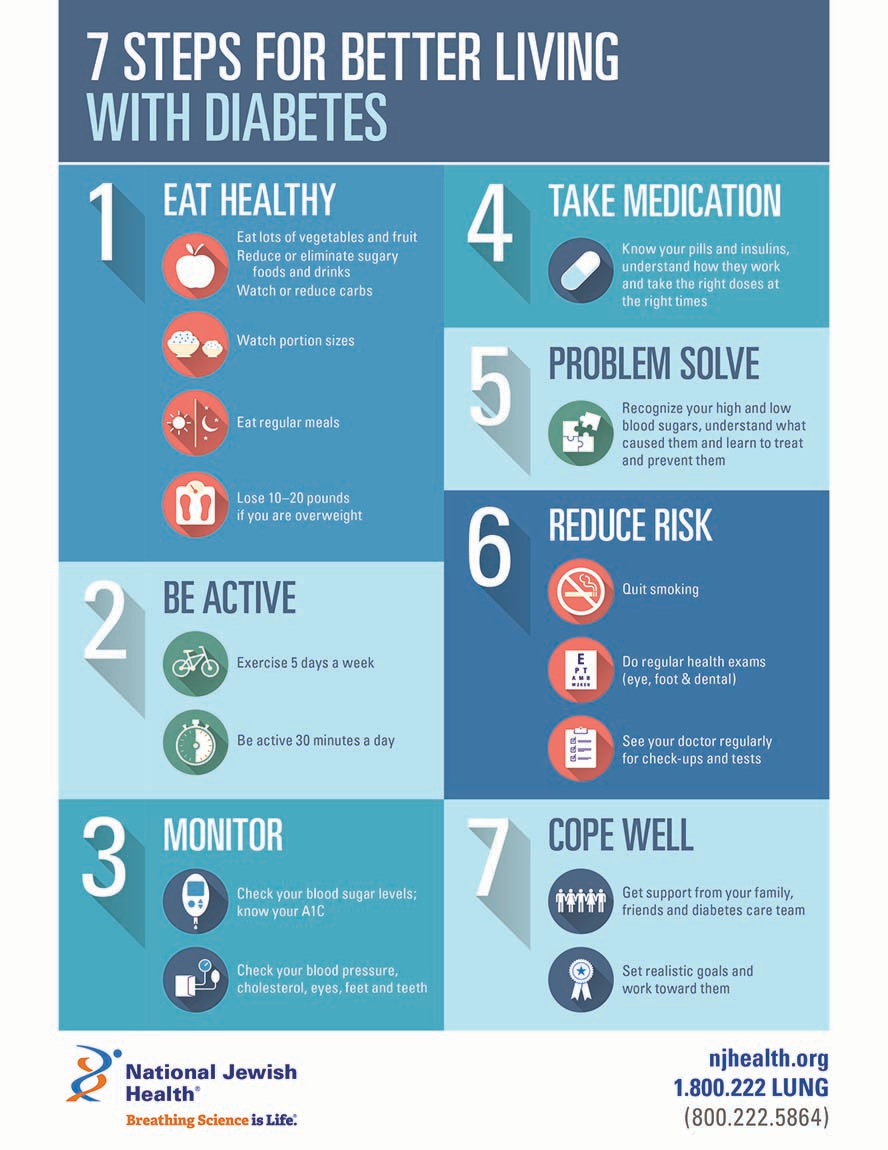 7 STEPS FOR BETTER LIVING
WITH DIABETES
1
EAT HEALTHY
Eat lots of vegetables and fruit
Reduce or eliminate sugary
foods and drinks
Watch or reduce carbs
Watch portion sizes
Eat regular meals
Lose 10–20 pounds
if you are overweight
2
BE ACTIVE
Exercise 5 days a week
Be active 30 minutes a day
3
MONITOR
Check your blood sugar levels;
know your A1C
Check your blood pressure,
cholesterol, eyes, feet and teeth
4
TAKE MEDICATION
Know your pills and insulins,
understand how they work
and take the right doses at
the right times
5
PROBLEM SOLVE
Recognize your high and low
blood sugars, understand what
caused them and learn to treat
and prevent them
6
REDUCE RISK
Quit smoking
E
P T
A M B
Do regular health exams
(eye, foot & dental)
See your doctor regularly
for check-ups and tests
7
COPE WELL
Get support from your family,
friends and diabetes care team
Set realistic goals and
work toward them
National Jewish
Health®
Breathing Science is Life.®
njhealth.org
1.800.222 LUNG
(800.222.5864)